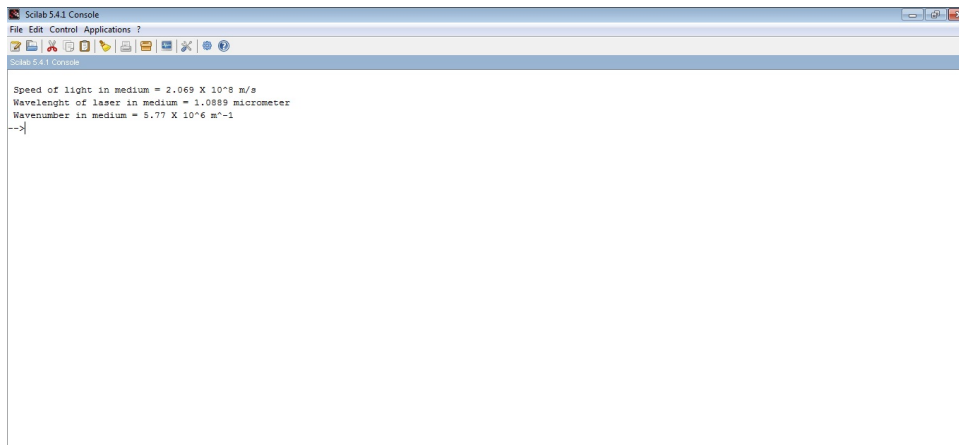 Scilab 5.4.1 Console
File Edit Control Applications ?
Scilab 5.4.1 Console
Speed of light in medium = 2.069 X 10^8 m/s
Wavelenght of laser in medium = 1.0889 micrometer
Wavenumber in medium = 5.77 X 10^6 m^-1
-->